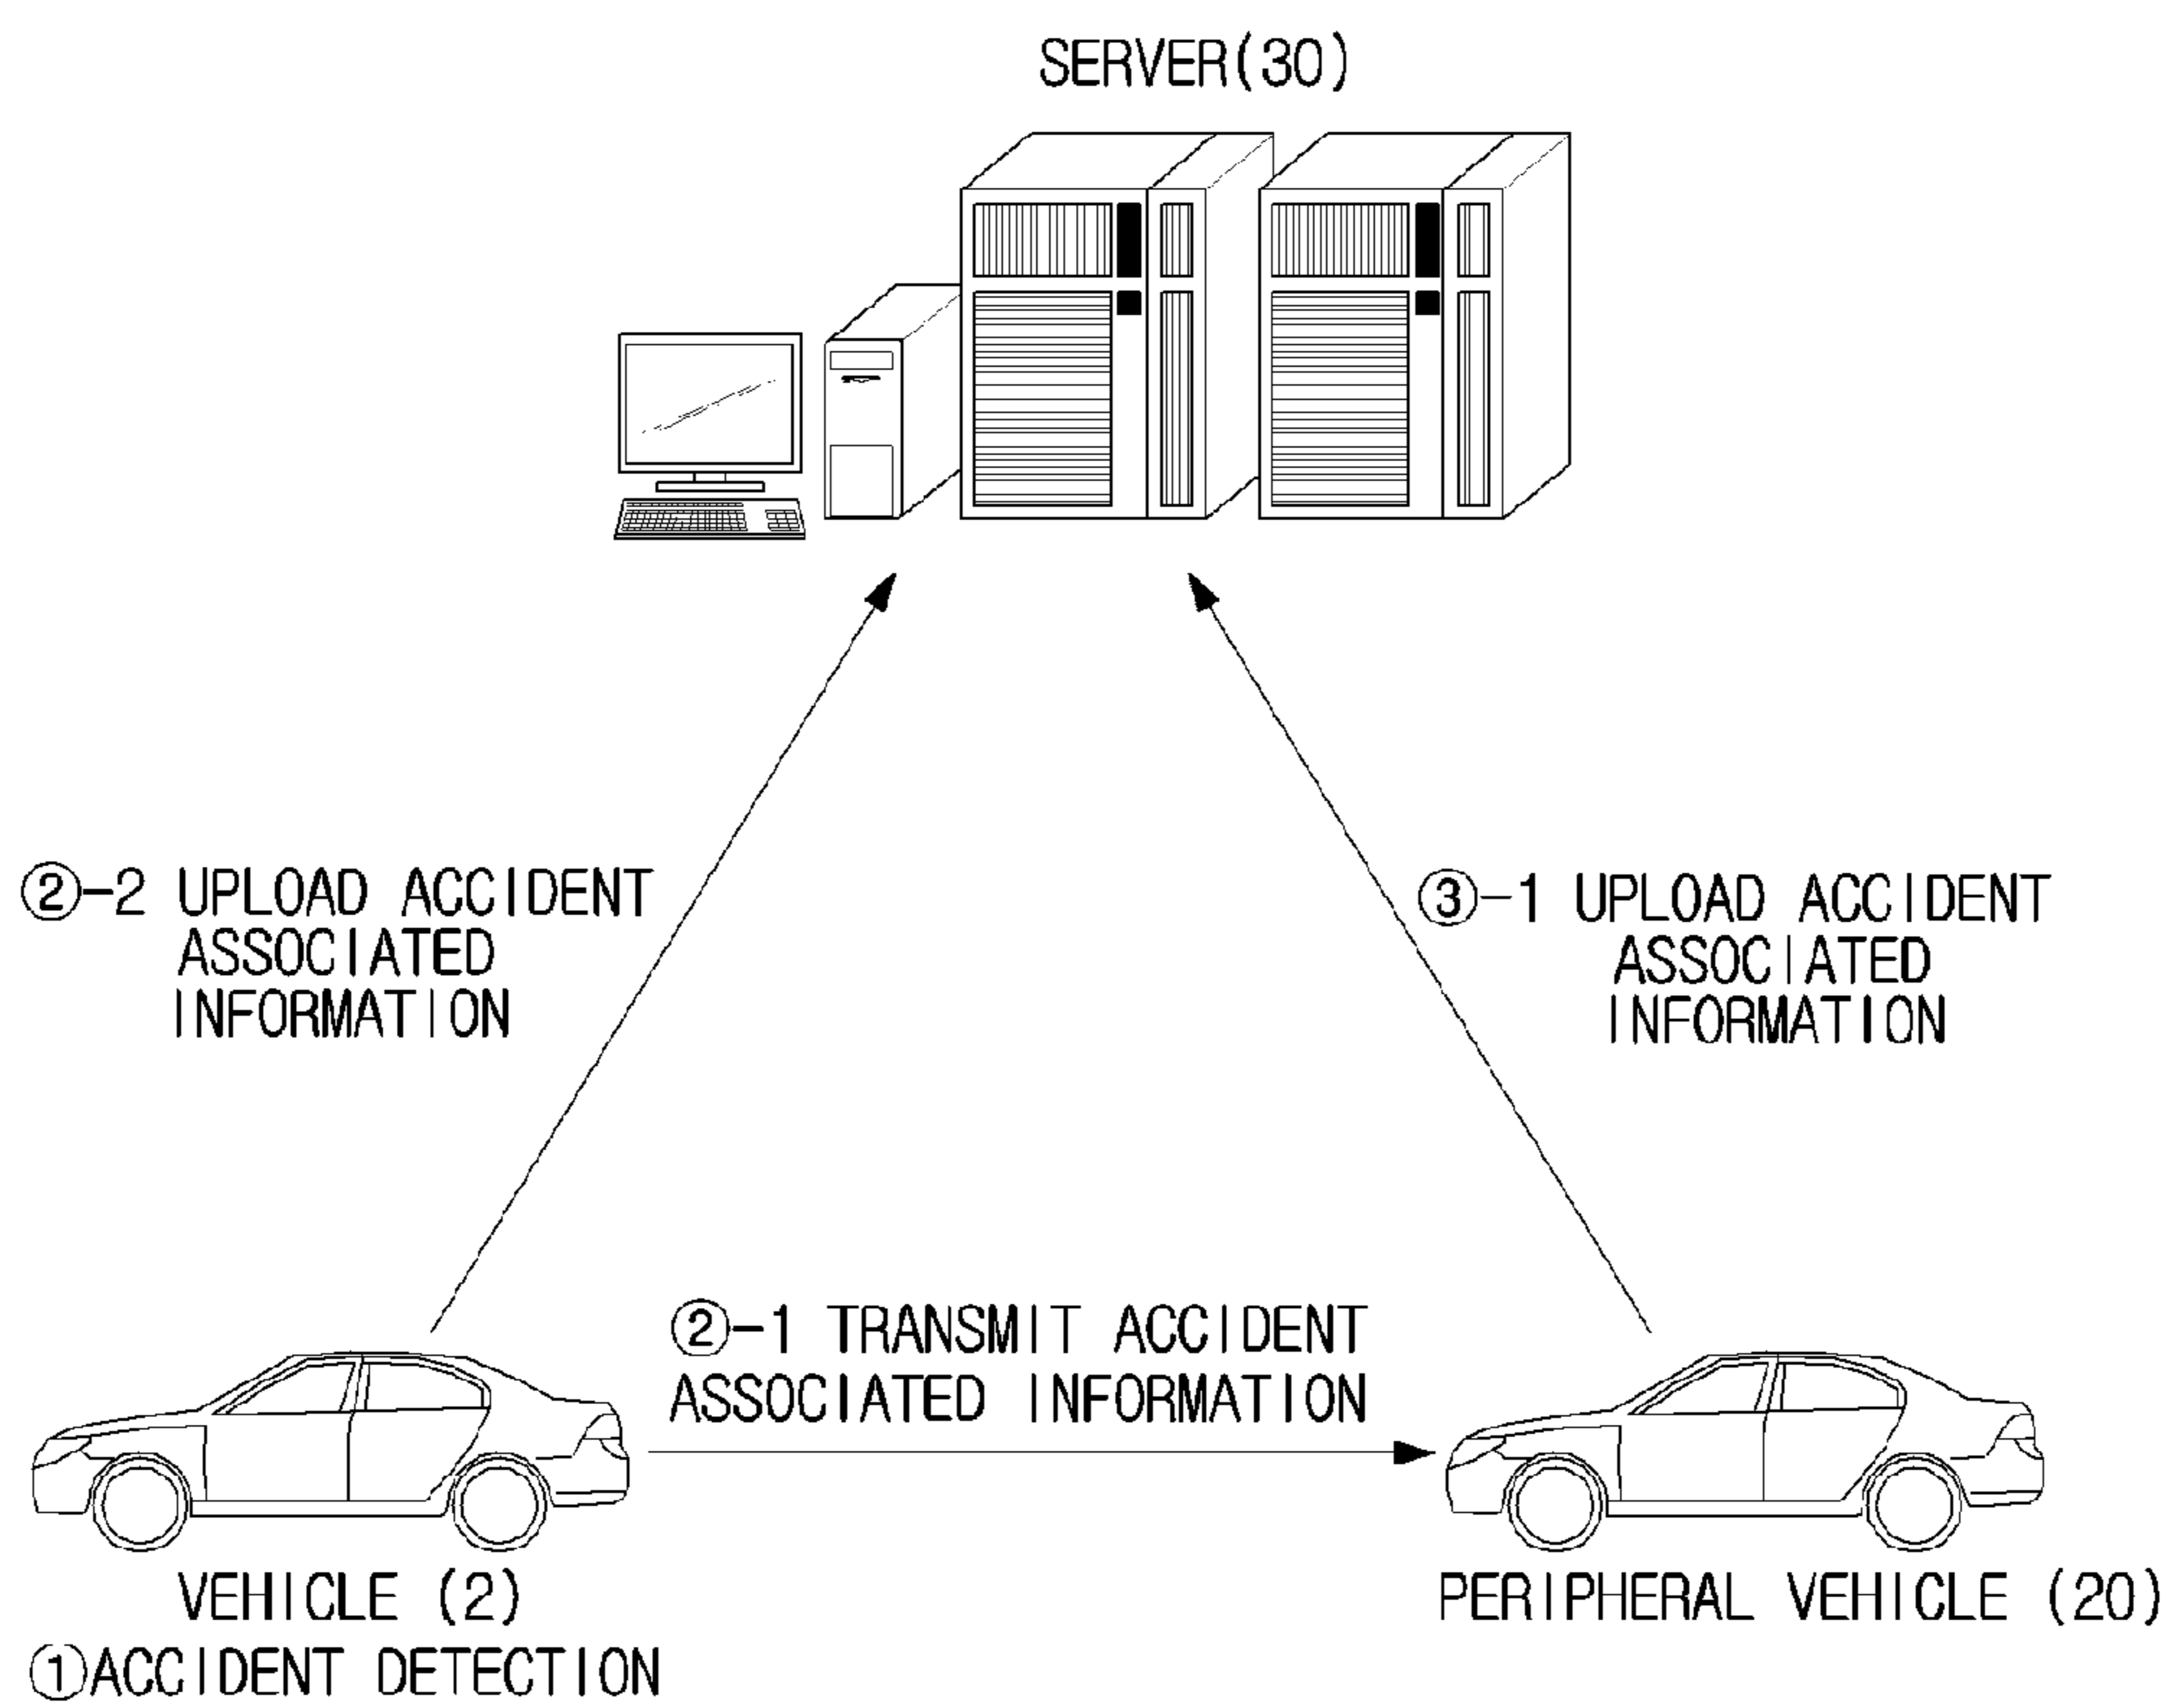 SERVER(30)
②-2 UPLOAD ACCIDENT
ASSOCIATED
INFORMATION
③-1 UPLOAD ACCIDENT
ASSOCIATED
INFORMATION
②-1 TRANSMIT ACCIDENT
ASSOCIATED INFORMATION
VEHICLE (2)
①ACCIDENT DETECTION
PERIPHERAL VEHICLE (20)